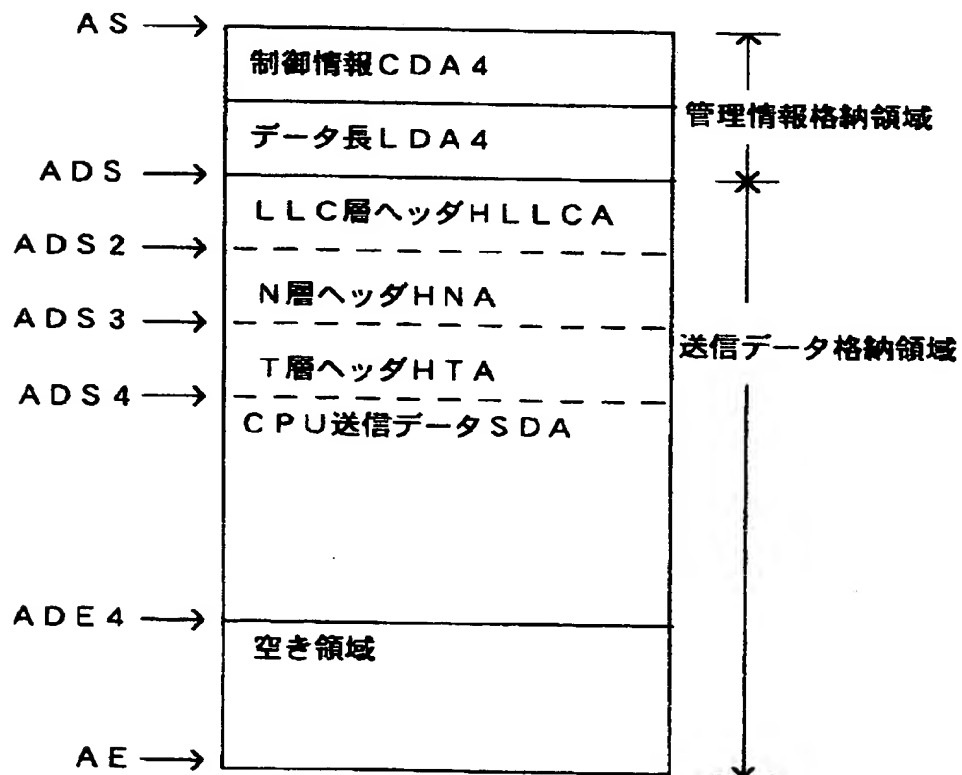 AS
制御情報CDA4
管理情報格納領域
データ長LDA4
ADS
LLC層ヘッダHLLCA
ADS2
N層ヘッダHNA
ADS3
送信データ格納領域
T層ヘッダHTA
ADS4
CPU送信データSDA
ADE4
空き領域
AE